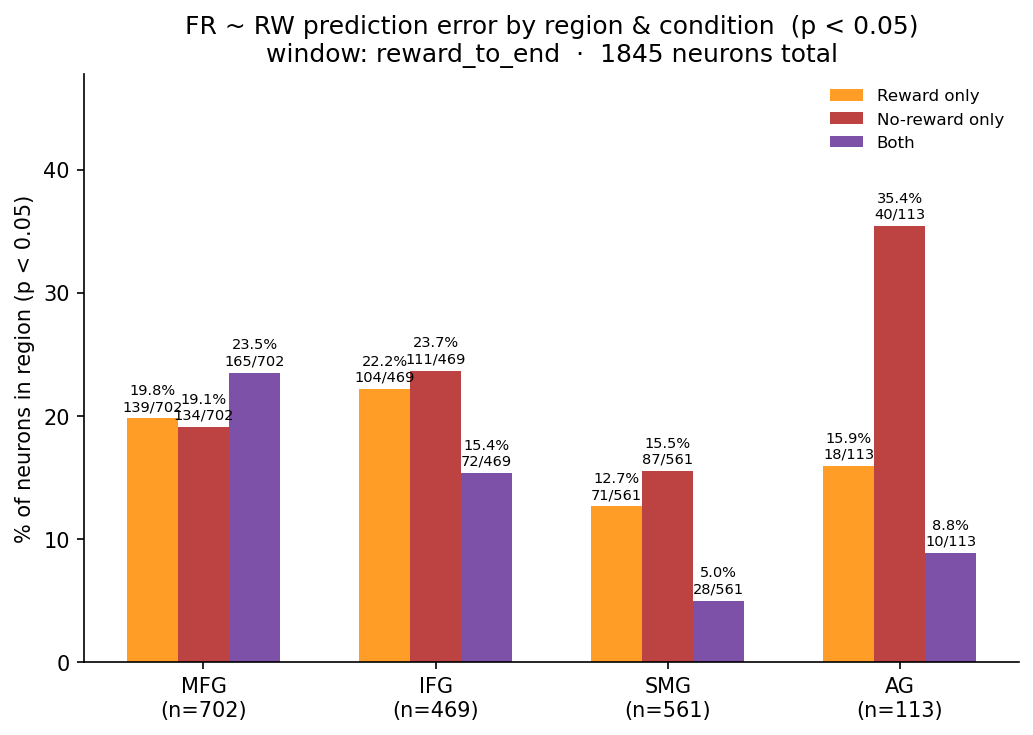 FR ~ RW prediction error by region & condition  (p < 0.05)
window: reward_to_end  ·  1845 neurons total
Reward only
No-reward only
Both
% of neurons in region (p < 0.05)
40
30
20
10
0
19.8%
139/702
19.1%
134/702
23.5%
165/702
22.2%
104/469
23.7%
111/469
15.4%
72/469
12.7%
71/561
15.5%
87/561
5.0%
28/561
15.9%
18/113
35.4%
40/113
8.8%
10/113
MFG
(n=702)
IFG
(n=469)
SMG
(n=561)
AG
(n=113)